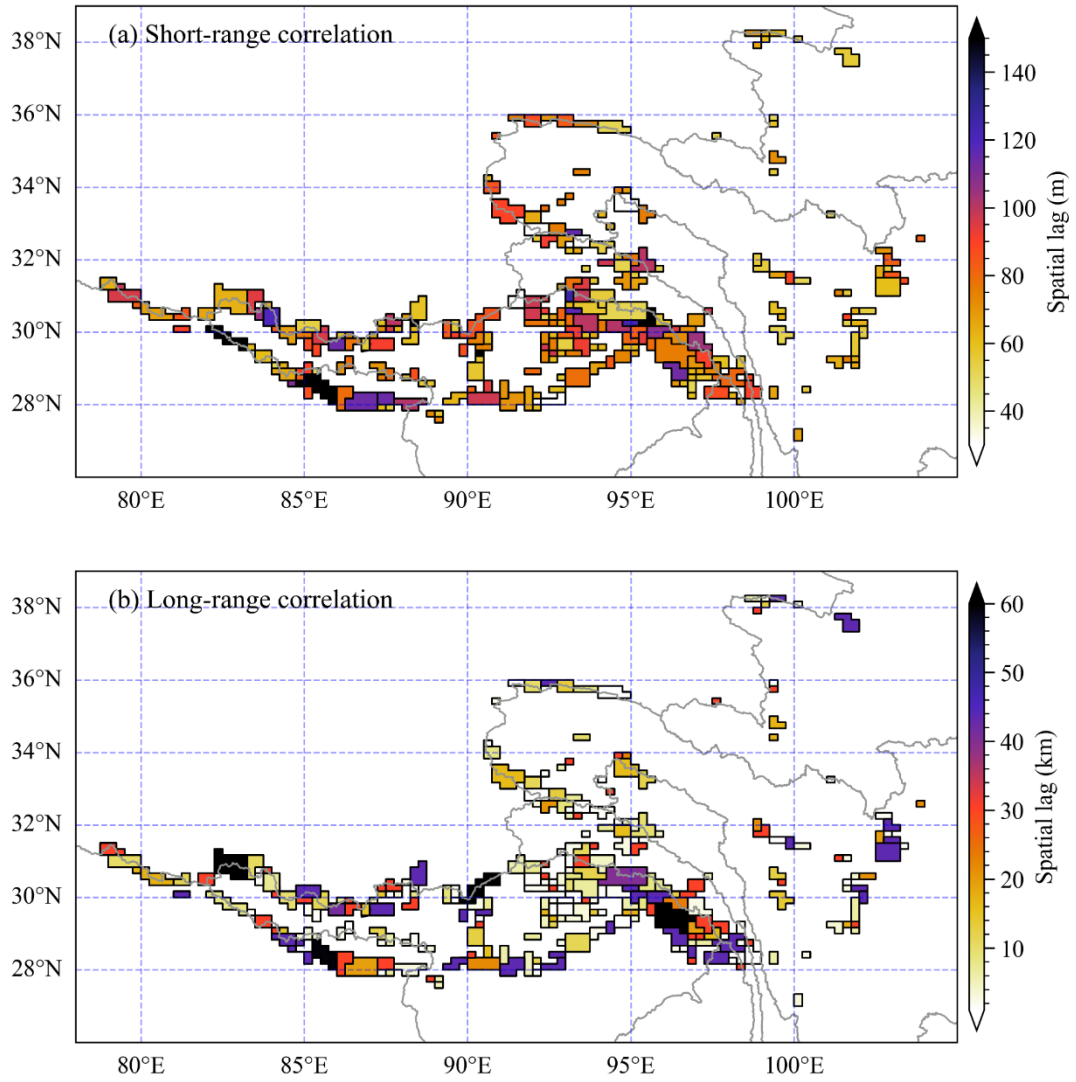 (a) Short-range correlation
38°N
36°N
34°N
32°N
30°N
28°N
80°E 85°E 90°E 95°E 100°E
140
120
100
80
60
40
Spatial lag (m)
(b) Long-range correlation
38°N
36°N
34°N
32°N
30°N
28°N
80°E 85°E 90°E 95°E 100°E
60
50
40
30
20
10
Spatial lag (km)